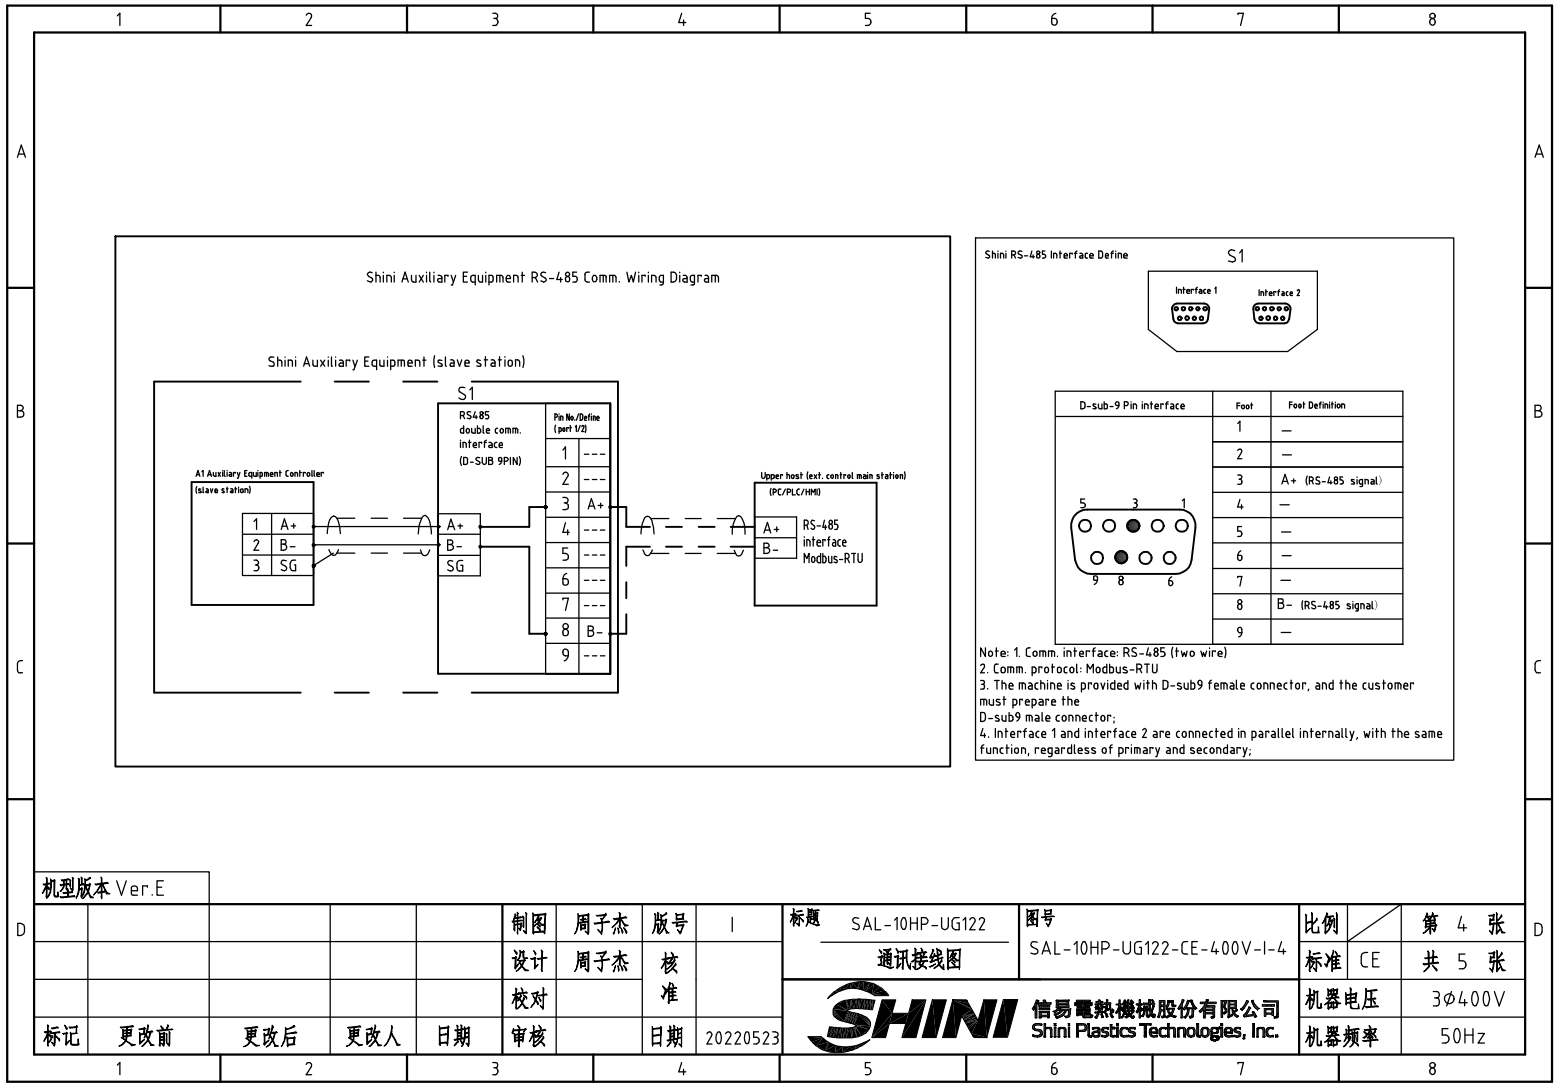 1 2 3 4 5 6 7 8
A A
Shini Auxiliary Equipment RS-485 Comm. Wiring Diagram
Shini Auxiliary Equipment (slave station)
B B
S1
RS485
double comm.
interface
(D-SUB 9PIN)
Pin No./Define
( port 1/2)
1 ---
2 ---
3 A+
4 ---
5 ---
6 ---
7 ---
8 B-
9 ---
A1 Auxiliary Equipment Controller
(slave station)
1 A+
2 B-
3 SG
A+
B-
SG
Upper host (ext. control main station)
(PC/PLC/HMI)
A+
B-
RS-485
interface
Modbus-RTU
Shini RS-485 Interface Define
S1
Interface 1 Interface 2
D-sub-9 Pin interface Foot Foot Definition
1 —
2 —
3 A+ (RS-485 signal)
4 —
5 —
6 —
7 —
8 B- (RS-485 signal)
9 —
5 3 1
9 8 6
Note: 1. Comm. interface: RS-485 (two wire)
2. Comm. protocol: Modbus-RTU
3. The machine is provided with D-sub9 female connector, and the customer
must prepare the
D-sub9 male connector;
4. Interface 1 and interface 2 are connected in parallel internally, with the same
function, regardless of primary and secondary;
C C
机型版本 Ver.E
D D
制图 周子杰 版号 I
设计 周子杰 核准
校对
标记 更改前 更改后 更改人 日期 审核 日期 20220523
标题 SAL-10HP-UG122
通讯接线图
图号
SAL-10HP-UG122-CE-400V-I-4
比例 第 4 张
标准 CE 共 5 张
机器电压 3Φ400V
机器频率 50Hz
SHINI 信易電熱機械股份有限公司
Shini Plastics Technologies, Inc.
1 2 3 4 5 6 7 8